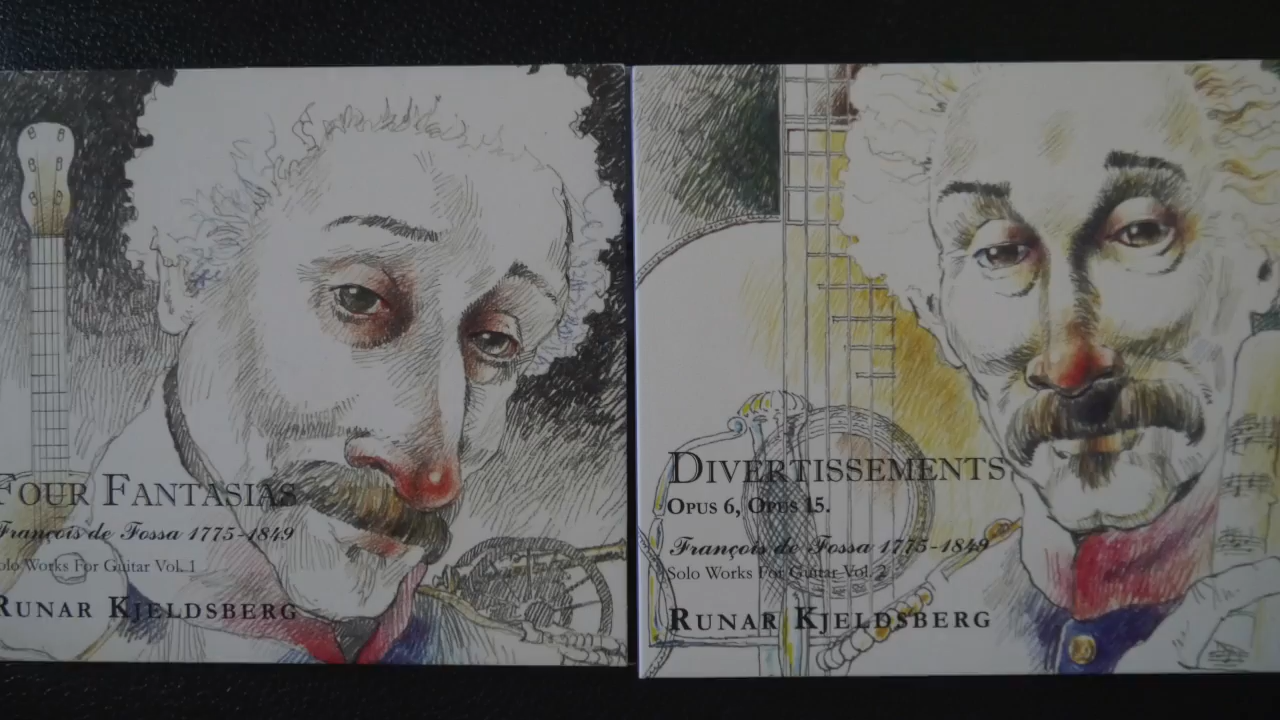 Four Fantasias
François de Fossa 1775-1849
Solo Works For Guitar Vol.1
Runar Kjeldsberg
Divertissements
Opus 6, Opus 15.
François de Fossa 1775-1849
Solo Works For Guitar Vol. 2
Runar Kjeldsberg